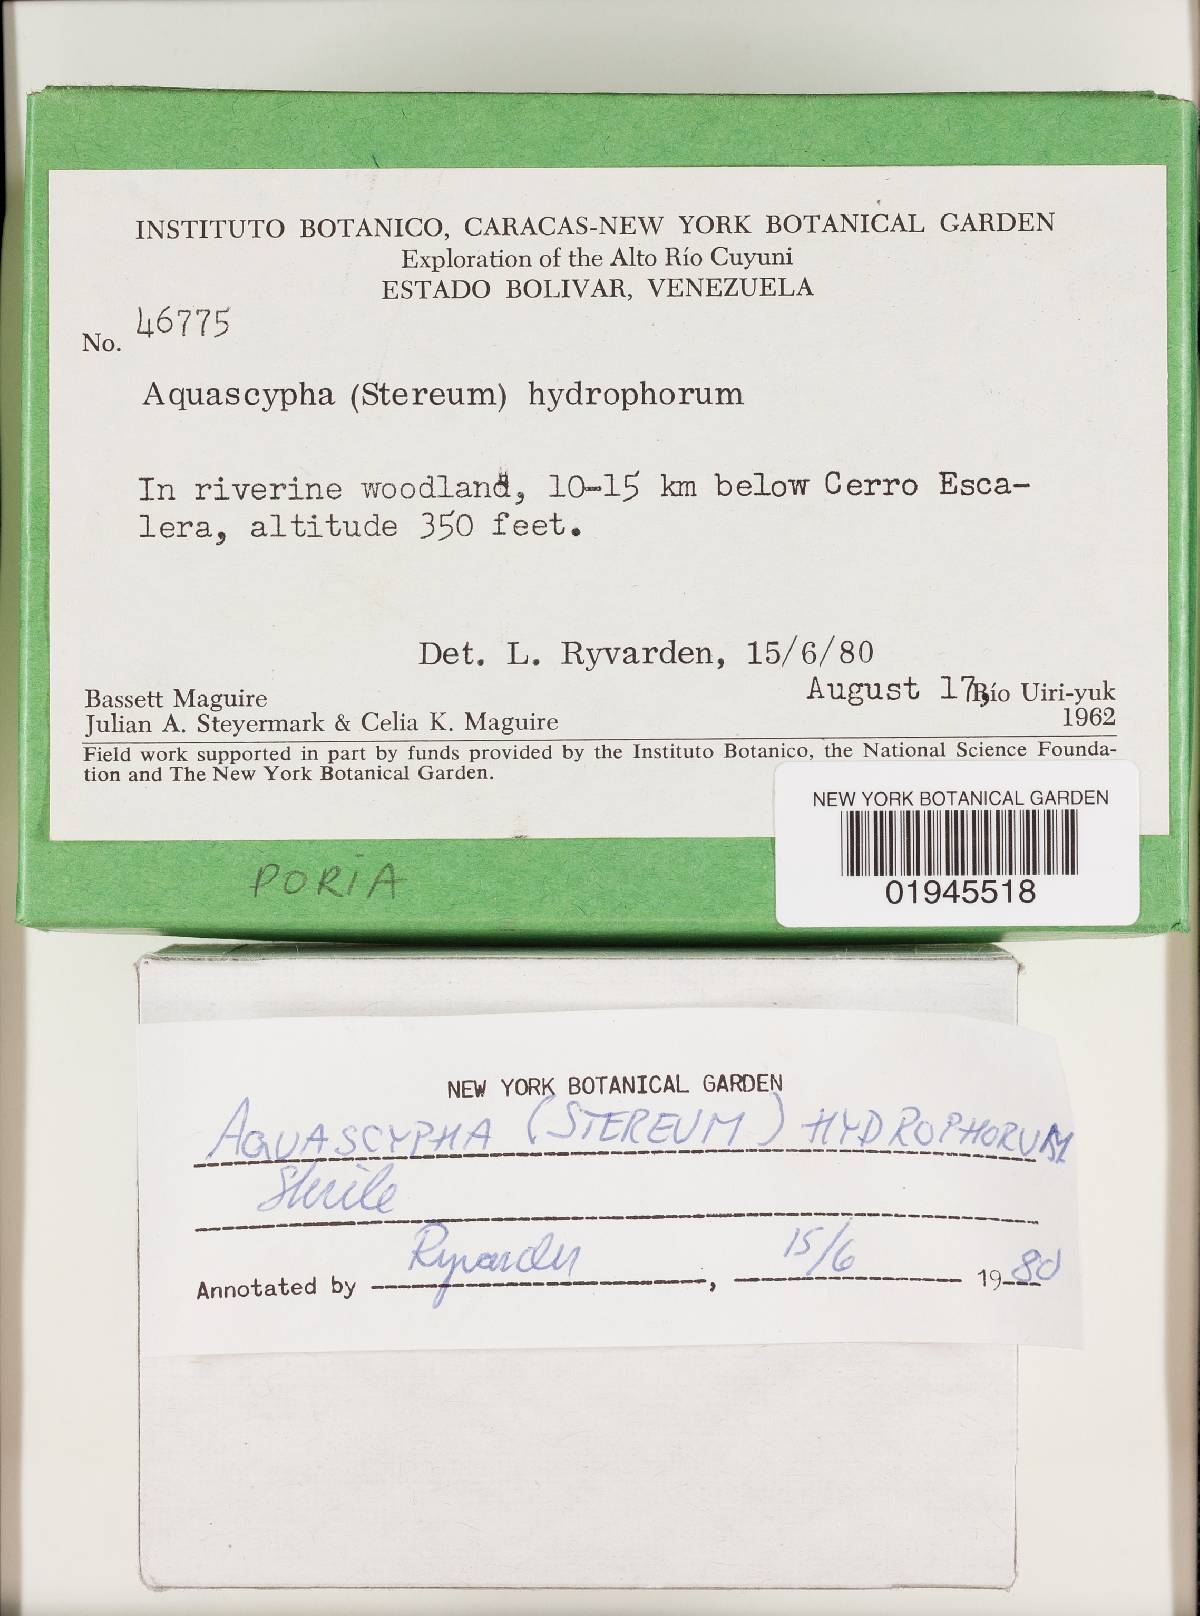 INSTITUTO BOTANICO, CARACAS-NEW YORK BOTANICAL GARDEN
Exploration of the Alto Río Cuyuni
ESTADO BOLIVAR, VENEZUELA
No. 46775
Aquascypha (Stereum) hydrophorum
In riverine woodland, 10-15 km below Cerro Esca-
lera, altitude 350 feet.
Det. L. Ryvarden, 15/6/80
August 17, Río Uiri-yuk
Bassett Maguire
Julian A. Steyermark & Celia K. Maguire 1962
Field work supported in part by funds provided by the Instituto Botanico, the National Science Founda-
tion and The New York Botanical Garden.
NEW YORK BOTANICAL GARDEN
01945518
PORIA
NEW YORK BOTANICAL GARDEN
AQUASCYPHA (STEREUM) HYDROPHORUM
Sterile
Annotated by Ryvarden, 15/6 1980